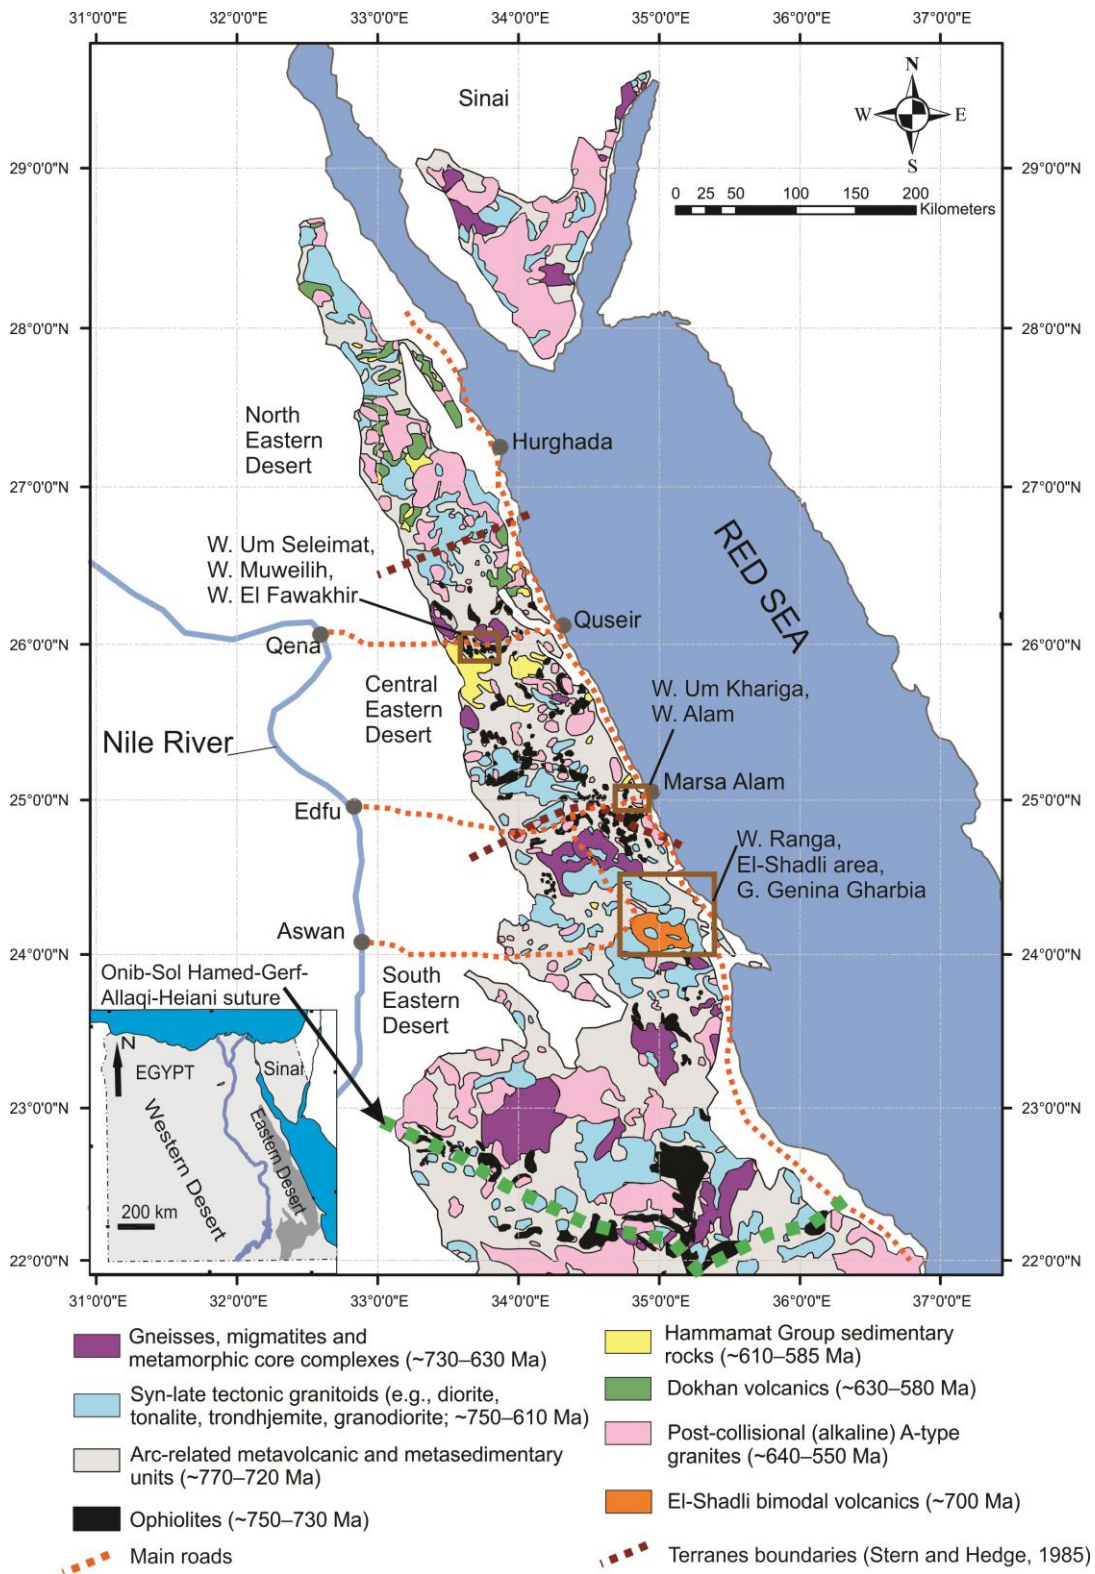 31°0'0"E 32°0'0"E 33°0'0"E 34°0'0"E 35°0'0"E 36°0'0"E 37°0'0"E
N
W E
S
Sinai
0 25 50 100 150 200
Kilometers
29°0'0"N 29°0'0"N
28°0'0"N 28°0'0"N
North
Eastern
Desert
Hurghada
27°0'0"N 27°0'0"N
RED SEA
W. Um Seleimat,
W. Muweilih,
W. El Fawakhir
Quseir
Qena
26°0'0"N 26°0'0"N
Central
Eastern
Desert
W. Um Khariga,
W. Alam
Nile River
Marsa Alam
25°0'0"N 25°0'0"N
Edfu
W. Ranga,
El-Shadli area,
G. Genina Gharbia
Aswan
24°0'0"N 24°0'0"N
Onib-Sol Hamed-Gerf-
Allaqi-Heiani suture
South
Eastern
Desert
N
EGYPT
Sinai
Western Desert
Eastern Desert
200 km
23°0'0"N 23°0'0"N
22°0'0"N 22°0'0"N
31°0'0"E 32°0'0"E 33°0'0"E 34°0'0"E 35°0'0"E 36°0'0"E 37°0'0"E
Gneisses, migmatites and
metamorphic core complexes (~730–630 Ma)
Syn-late tectonic granitoids (e.g., diorite,
tonalite, trondhjemite, granodiorite; ~750–610 Ma)
Arc-related metavolcanic and metasedimentary
units (~770–720 Ma)
Ophiolites (~750–730 Ma)
Main roads
Hammamat Group sedimentary
rocks (~610–585 Ma)
Dokhan volcanics (~630–580 Ma)
Post-collisional (alkaline) A-type
granites (~640–550 Ma)
El-Shadli bimodal volcanics (~700 Ma)
Terranes boundaries (Stern and Hedge, 1985)